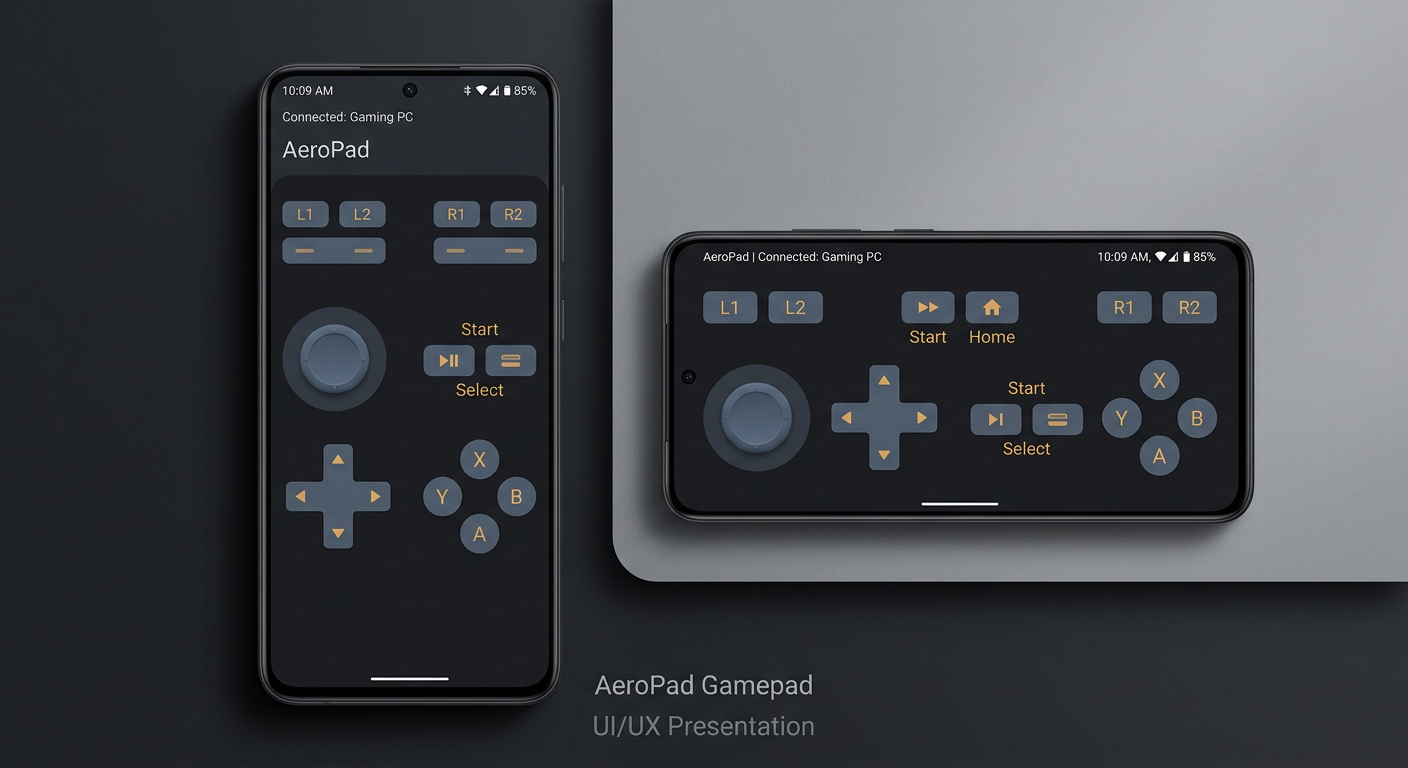 10:09 AM 85%
Connected: Gaming PC
AeroPad
L1 L2 R1 R2
Start
Select
X
Y B
A
AeroPad | Connected: Gaming PC 10:09 AM, 85%
L1 L2 R1 R2
Start Home
Start
Select
X
Y B
A
AeroPad Gamepad
UI/UX Presentation